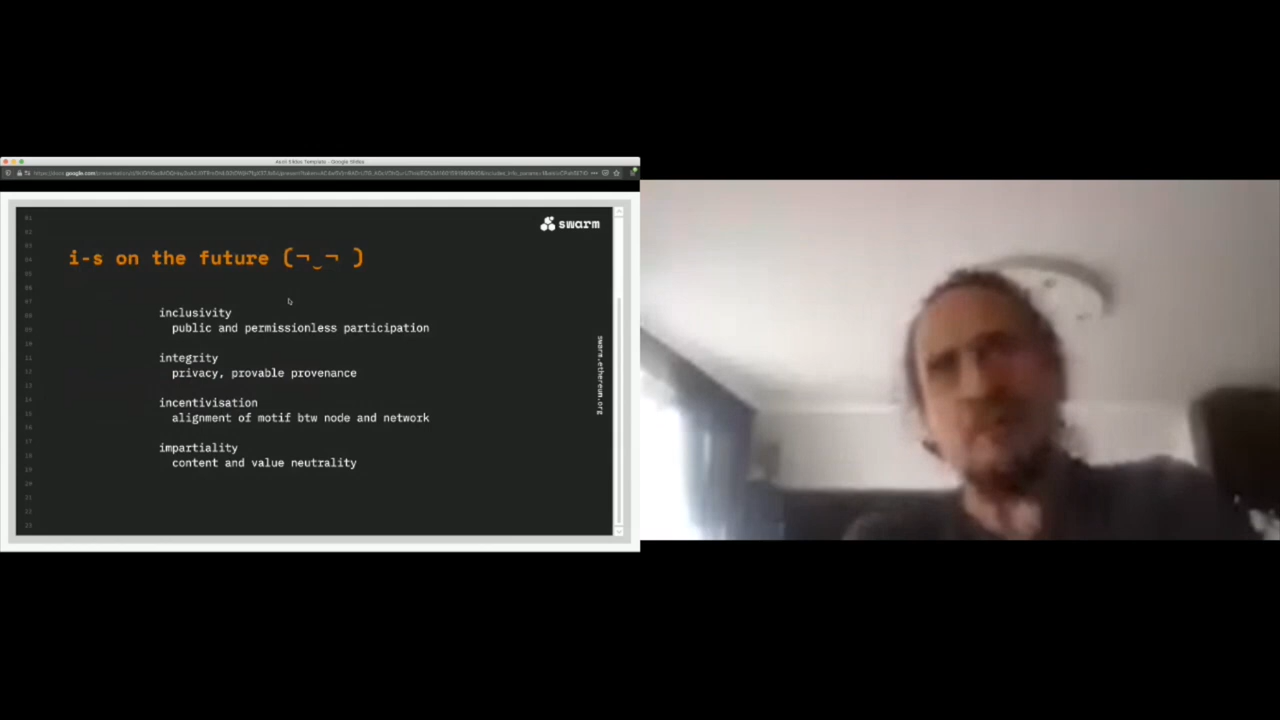 swarm
i-s on the future (¬‿¬ )
inclusivity
public and permissionless participation
integrity
privacy, provable provenance
incentivisation
alignment of motif btw node and network
impartiality
content and value neutrality
swarm.ethereum.org